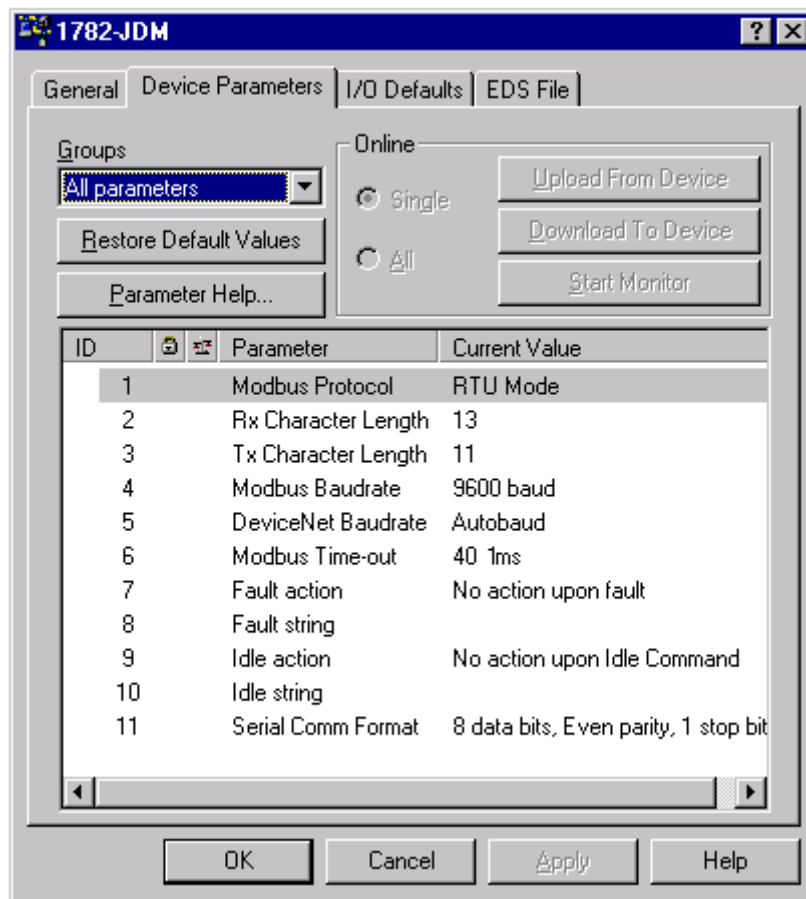 1782-JDM
General Device Parameters I/O Defaults EDS File
Groups
All parameters
Restore Default Values
Parameter Help...
Online
Single
All
Upload From Device
Download To Device
Start Monitor
ID Parameter Current Value
1 Modbus Protocol RTU Mode
2 Rx Character Length 13
3 Tx Character Length 11
4 Modbus Baudrate 9600 baud
5 DeviceNet Baudrate Autobaud
6 Modbus Time-out 40 1ms
7 Fault action No action upon fault
8 Fault string
9 Idle action No action upon Idle Command
10 Idle string
11 Serial Comm Format 8 data bits, Even parity, 1 stop bit
OK Cancel Apply Help